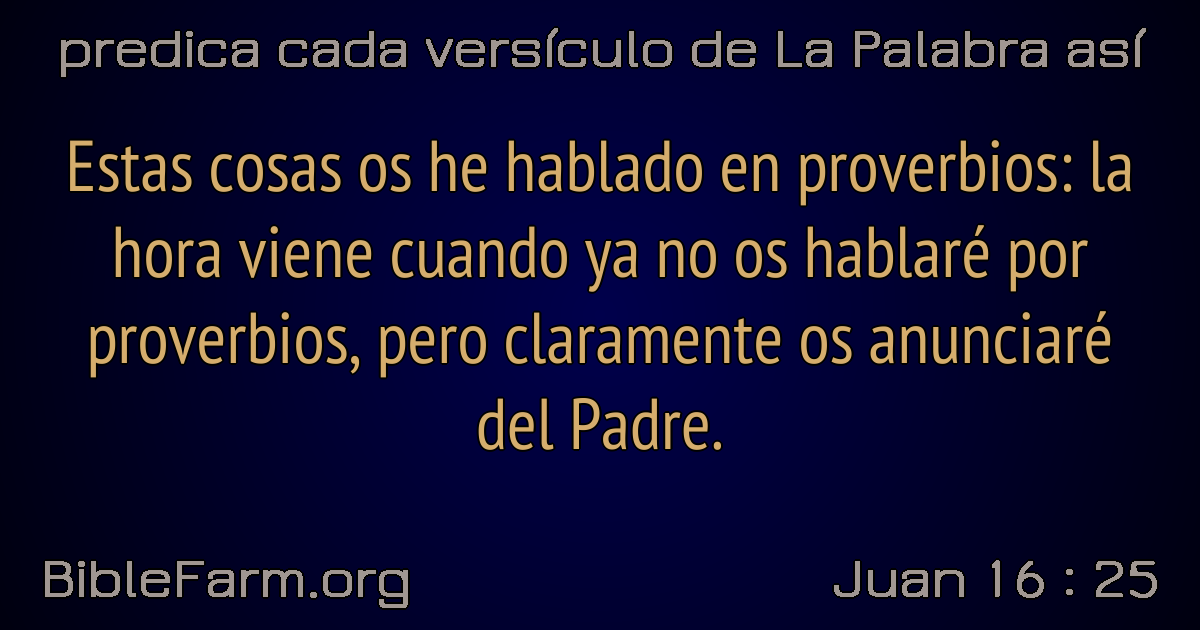 predica cada versículo de La Palabra así
Estas cosas os he hablado en proverbios: la
hora viene cuando ya no os hablaré por
proverbios, pero claramente os anunciaré
del Padre.
BibleFarm.org
Juan 16 : 25